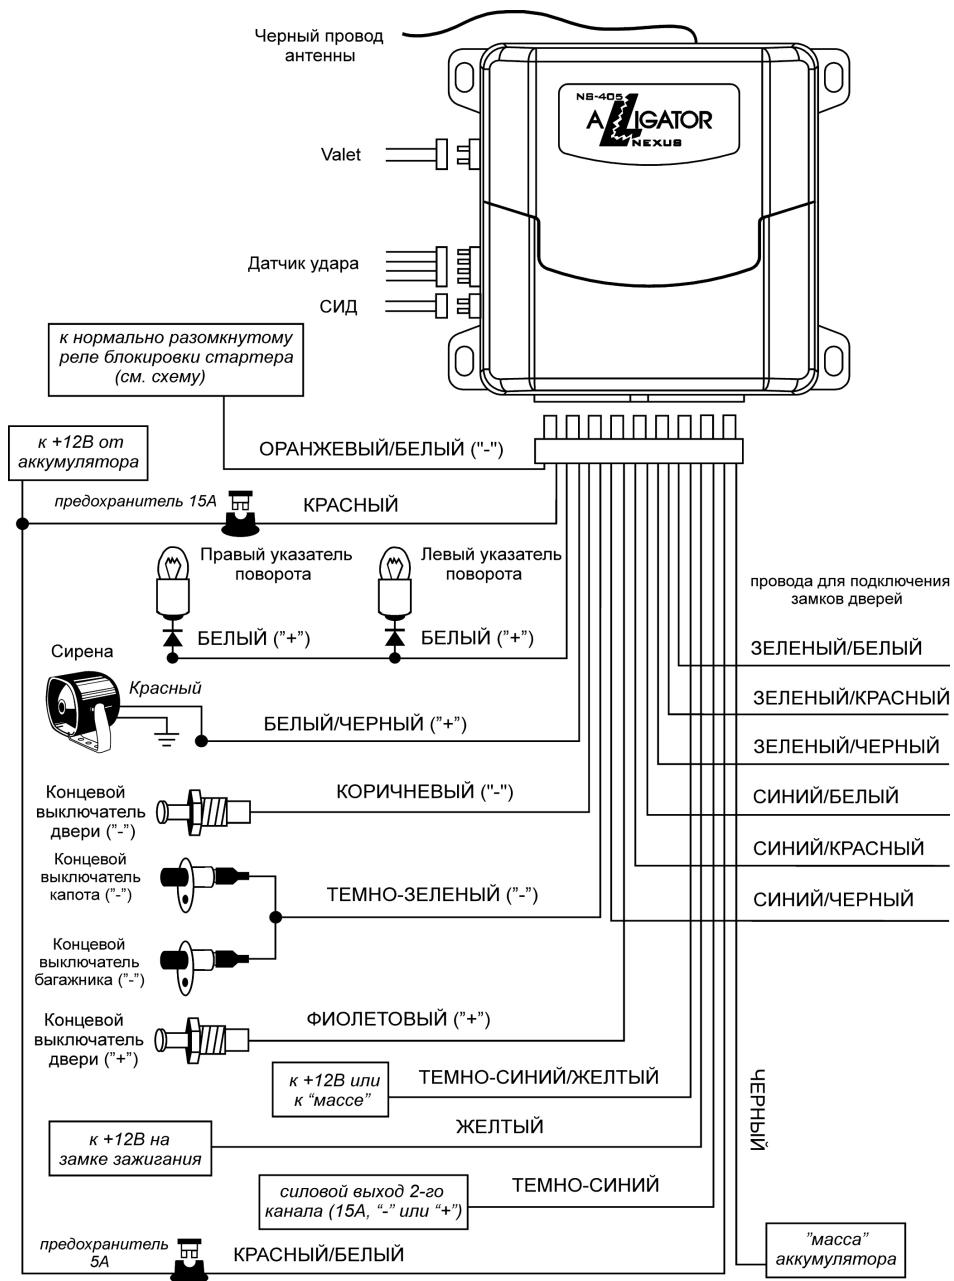 Черный провод
антенны
NS-405
ALLIGATOR
NEXUS
Valet
Датчик удара
СИД
к нормально разомкнутому
реле блокировки стартера
(см. схему)
к +12В от
аккумулятора
ОРАНЖЕВЫЙ/БЕЛЫЙ ("-")
предохранитель 15А
КРАСНЫЙ
Правый указатель
поворота
Левый указатель
поворота
провода для подключения
замков дверей
БЕЛЫЙ ("+")
БЕЛЫЙ ("+")
ЗЕЛЕНЫЙ/БЕЛЫЙ
Сирена
Красный
ЗЕЛЕНЫЙ/КРАСНЫЙ
БЕЛЫЙ/ЧЕРНЫЙ ("+")
ЗЕЛЕНЫЙ/ЧЕРНЫЙ
Концевой
выключатель
двери ("-")
КОРИЧНЕВЫЙ ("-")
СИНИЙ/БЕЛЫЙ
Концевой
выключатель
капота ("-")
СИНИЙ/КРАСНЫЙ
ТЕМНО-ЗЕЛЕНЫЙ ("-")
СИНИЙ/ЧЕРНЫЙ
Концевой
выключатель
багажника ("-")
Концевой
выключатель
двери ("+")
ФИОЛЕТОВЫЙ ("+")
к +12В или
к “массе”
ТЕМНО-СИНИЙ/ЖЕЛТЫЙ
ЧЕРНЫЙ
к +12В на
замке зажигания
ЖЕЛТЫЙ
силовой выход 2-го
канала (15А, “-” или “+”)
ТЕМНО-СИНИЙ
предохранитель
5А
КРАСНЫЙ/БЕЛЫЙ
"масса"
аккумулятора